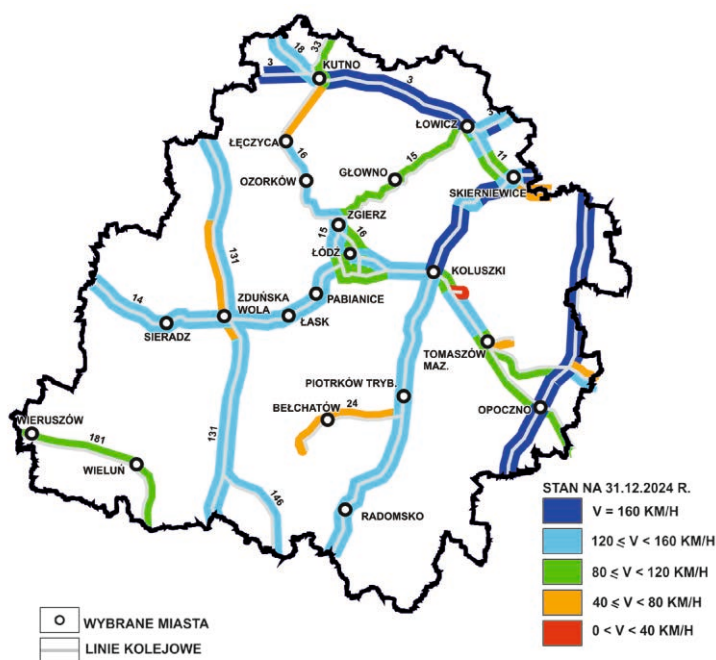 18
33
3
KUTNO
3
ŁOWICZ
ŁĘCZYCA
16
15
11
GŁOWNO
OZORKÓW
SKIERNIEWICE
ZGIERZ
15
16
ŁÓDŹ
131
KOLUSZKI
14
ZDUŃSKA
WOLA
PABIANICE
ŁASK
SIERADZ
TOMASZÓW
MAZ.
PIOTRKÓW TRYB.
24
BEŁCHATÓW
OPOCZNO
WIERUSZÓW
181
131
WIELUŃ
146
RADOMSKO
STAN NA 31.12.2024 R.
V = 160 KM/H
120 ⩽ V < 160 KM/H
80 ⩽ V < 120 KM/H
40 ⩽ V < 80 KM/H
0 < V < 40 KM/H
WYBRANE MIASTA
LINIE KOLEJOWE